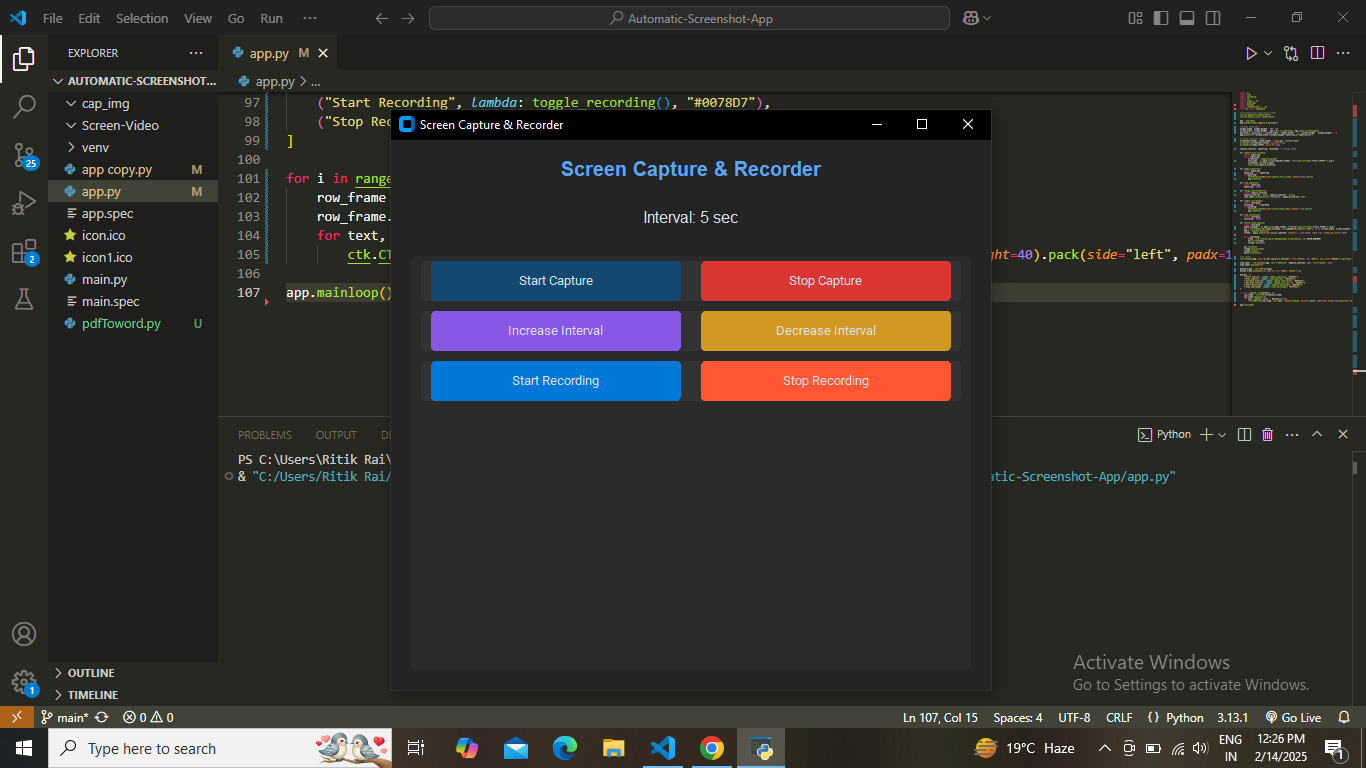 File Edit Selection View Go Run ··· Automatic-Screenshot-App
EXPLORER ···
app.py M
AUTOMATIC-SCREENSHOT...
app.py > ...
cap_img
Screen-Video
venv
app copy.py M
app.py M
app.spec
icon.ico
icon1.ico
main.py
main.spec
pdfToword.py U
OUTLINE
TIMELINE
25
2
1
97 ("Start Recording", lambda: toggle_recording(), "#0078D7"),
98 ("Stop Rec
99 ]
100
101 for i in range
102 row_frame
103 row_frame.
104 for text,
105 ctk.CT ght=40).pack(side="left", padx=1
106
107 app.mainloop()
Screen Capture & Recorder
Screen Capture & Recorder
Interval: 5 sec
Start Capture Stop Capture
Increase Interval Decrease Interval
Start Recording Stop Recording
PROBLEMS OUTPUT DE Python
PS C:\Users\Ritik Rai\
& "C:/Users/Ritik Rai/ atic-Screenshot-App/app.py"
Activate Windows
Go to Settings to activate Windows.
main* 0 0 Ln 107, Col 15 Spaces: 4 UTF-8 CRLF {} Python 3.13.1 Go Live
Type here to search 19°C Haze ENG IN 12:26 PM 2/14/2025 1